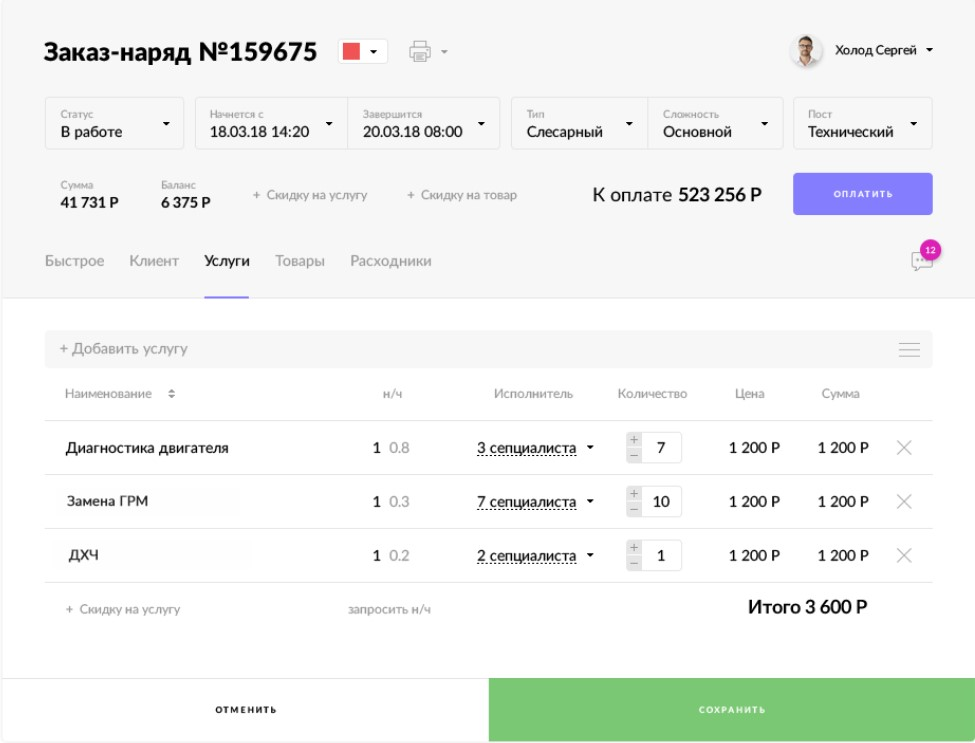 Заказ-наряд №159675
Холод Сергей
Статус
В работе
Начнется с
18.03.18 14:20
Завершится
20.03.18 08:00
Тип
Слесарный
Сложность
Основной
Пост
Технический
Сумма
41 731 Р
Баланс
6 375 Р
+ Скидку на услугу
+ Скидку на товар
К оплате 523 256 Р
ОПЛАТИТЬ
Быстрое Клиент Услуги Товары Расходники
12
+ Добавить услугу
Наименование н/ч Исполнитель Количество Цена Сумма
Диагностика двигателя 1 0.8 3 сепциалиста + − 7 1 200 Р 1 200 Р
Замена ГРМ 1 0.3 7 сепциалиста + − 10 1 200 Р 1 200 Р
ДХЧ 1 0.2 2 сепциалиста + − 1 1 200 Р 1 200 Р
+ Скидку на услугу запросить н/ч Итого 3 600 Р
ОТМЕНИТЬ СОХРАНИТЬ